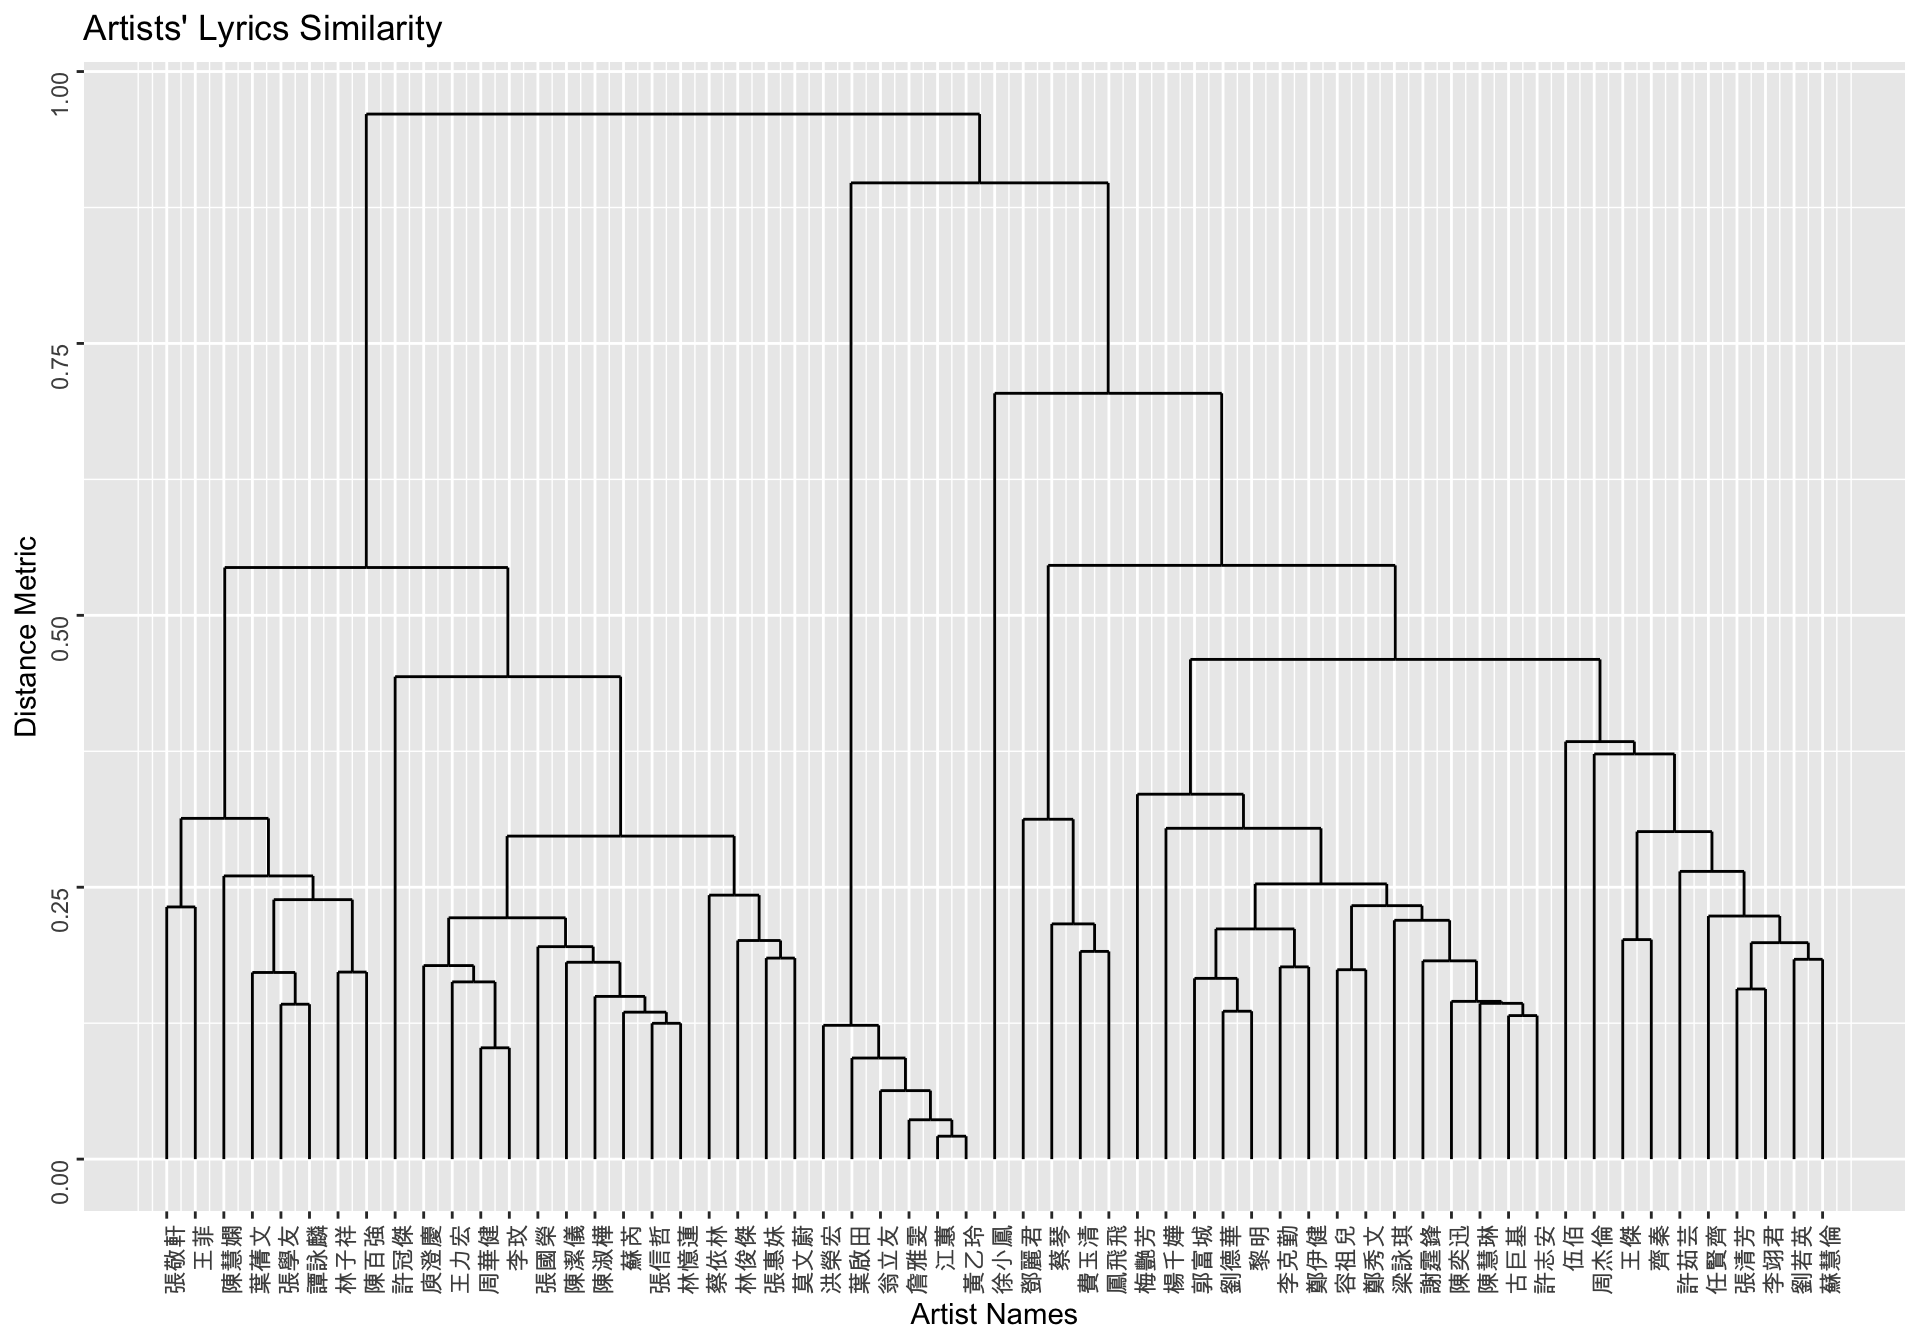 Artists' Lyrics Similarity
1.00
0.75
0.50
0.25
0.00
Distance Metric
張敬軒
王菲
陳慧嫻
葉蒨文
張學友
譚詠麟
林子祥
陳百強
許冠傑
庾澄慶
王力宏
周華健
李玟
張國榮
陳潔儀
陳淑樺
蘇芮
張信哲
林憶蓮
蔡依林
林俊傑
張惠妹
莫文蔚
洪榮宏
葉啟田
翁立友
詹雅雯
江蕙
黃乙玲
徐小鳳
鄧麗君
蔡琴
費玉清
鳳飛飛
梅艷芳
楊千嬅
郭富城
劉德華
黎明
李克勤
鄭伊健
容祖兒
鄭秀文
梁詠琪
謝霆鋒
陳奕迅
陳慧琳
古巨基
許志安
伍佰
周杰倫
王傑
齊秦
許茹芸
任賢齊
張清芳
李翊君
劉若英
蘇慧倫
Artist Names